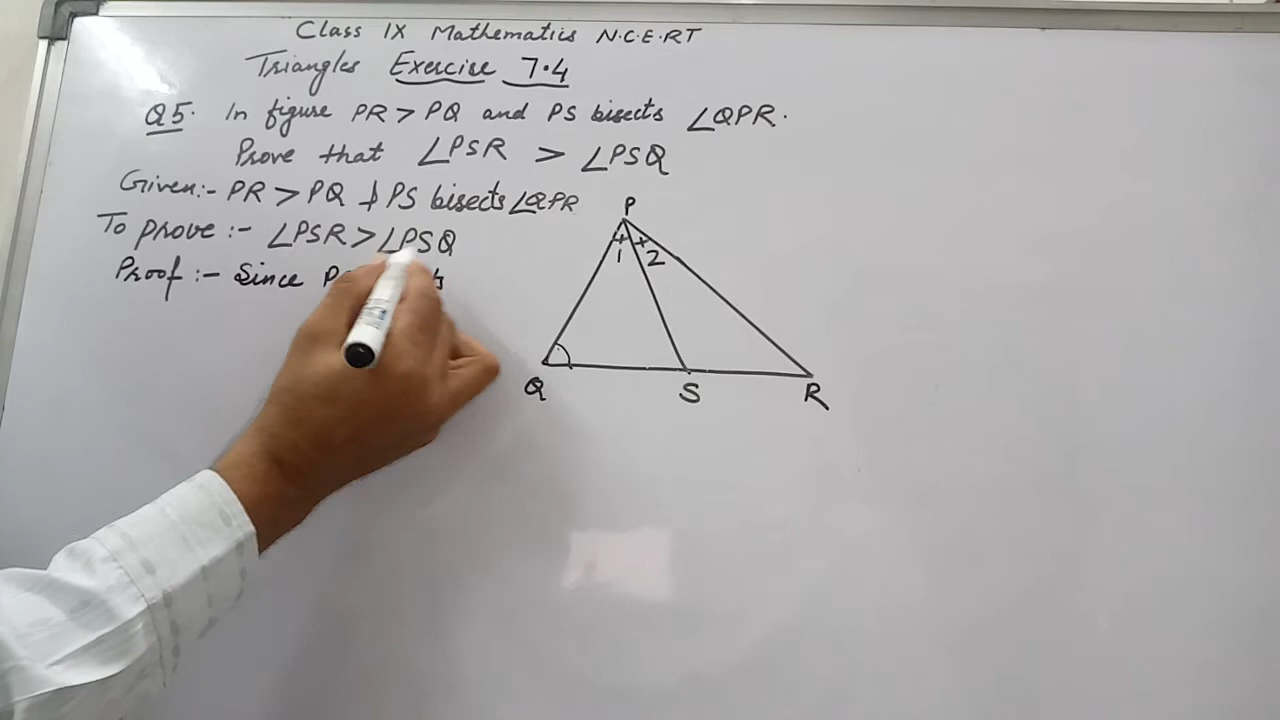 Class IX Mathematics N.C.E.RT
Triangles Exercise 7.4
Q5. In figure PR > PQ and PS bisects ∠QPR.
Prove that ∠PSR > ∠PSQ
Given:- PR > PQ & PS bisects ∠QPR
To prove :- ∠PSR > ∠PSQ
Proof :- Since
P
1 2
Q S R